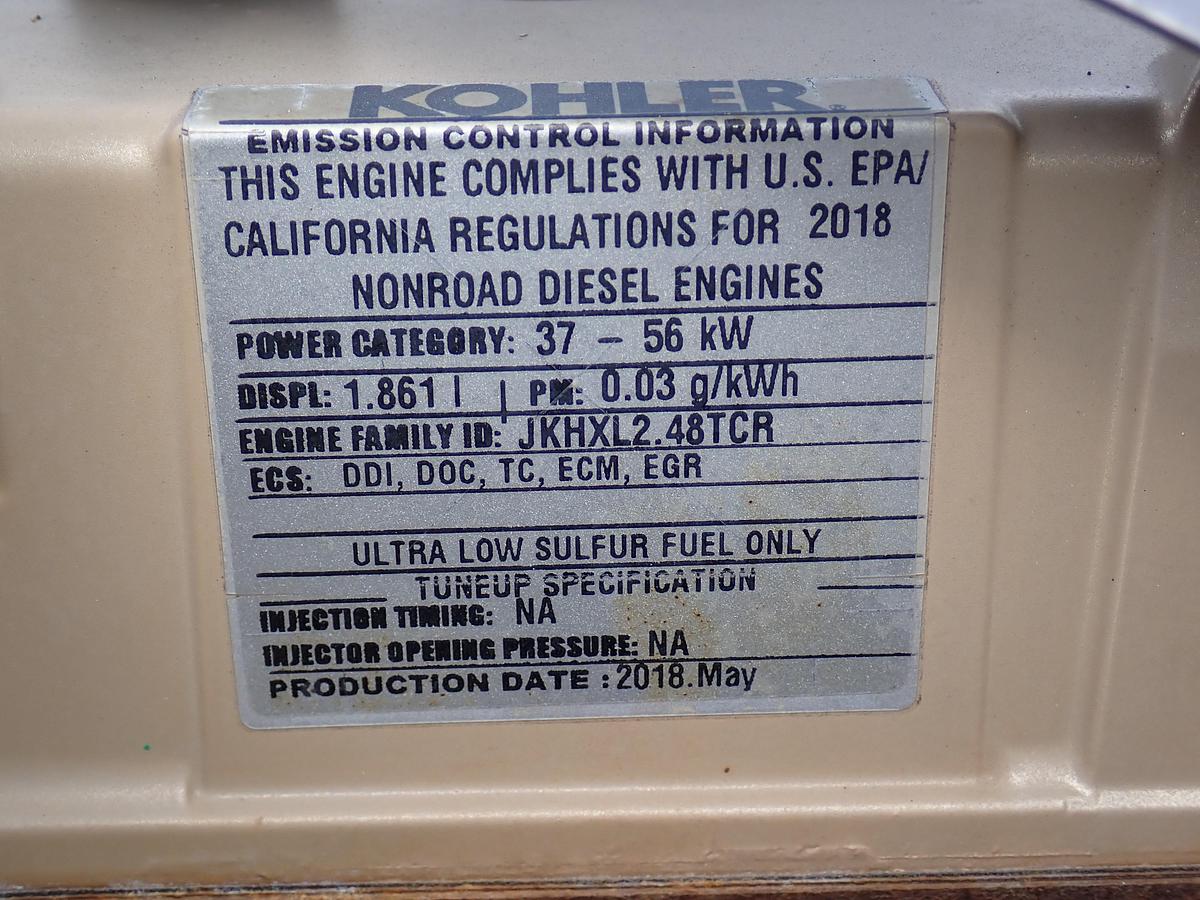 KOHLER®
EMISSION CONTROL INFORMATION
THIS ENGINE COMPLIES WITH U.S. EPA/
CALIFORNIA REGULATIONS FOR 2018
NONROAD DIESEL ENGINES
POWER CATEGORY: 37 – 56 kW
DISPL: 1.861 l | PM: 0.03 g/kWh
ENGINE FAMILY ID: JKHXL2.48TCR
ECS: DDI, DOC, TC, ECM, EGR
ULTRA LOW SULFUR FUEL ONLY
TUNEUP SPECIFICATION
INJECTION TIMING: NA
INJECTOR OPENING PRESSURE: NA
PRODUCTION DATE : 2018.May